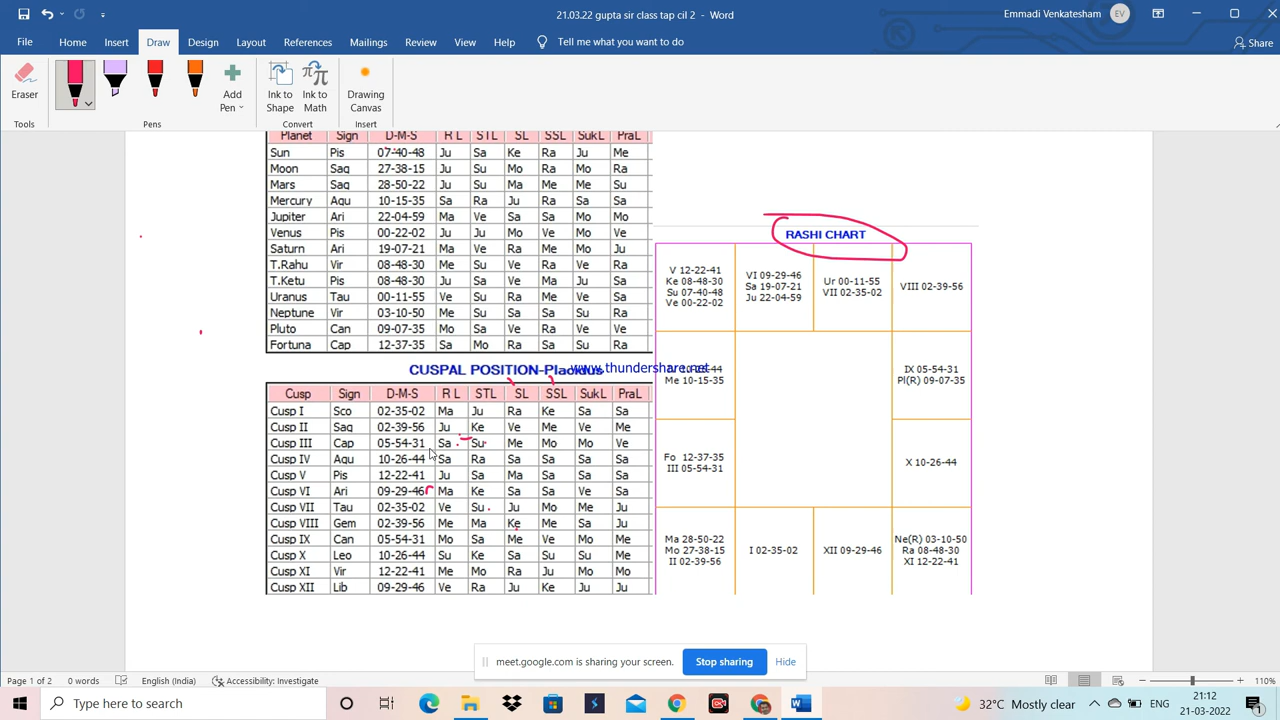 21.03.22 gupta sir class tap cil 2 - Word
Emmadi Venkatesham EV
File Home Insert Draw Design Layout References Mailings Review View Help Tell me what you want to do Share
Eraser
Add Pen
Ink to Shape
Ink to Math
Drawing Canvas
Tools Pens Convert Insert
Planet Sign D-M-S R L STL SL SSL SukL PraL
Sun Pis 07-40-48 Ju Sa Ke Ra Ju Me
Moon Sag 27-38-15 Ju Su Mo Ra Mo Ra
Mars Sag 28-50-22 Ju Su Ma Me Me Su
Mercury Aqu 10-15-35 Sa Ra Ju Ra Sa Sa
Jupiter Ari 22-04-59 Ma Ve Sa Sa Mo Mo
Venus Pis 00-22-02 Ju Ju Mo Ve Mo Ve
Saturn Ari 19-07-21 Ma Ve Ra Me Mo Ju
T.Rahu Vir 08-48-30 Me Su Ve Ra Ve Ra
T.Ketu Pis 08-48-30 Ju Sa Ve Ma Ju Sa
Uranus Tau 00-11-55 Ve Su Ra Me Ve Sa
Neptune Vir 03-10-50 Me Su Sa Sa Su Ra
Pluto Can 09-07-35 Mo Sa Ve Ra Ve Ve
Fortuna Cap 12-37-35 Sa Mo Ra Sa Su Ra
CUSPAL POSITION-Placidus
www.thundershare.net
Cusp Sign D-M-S R L STL SL SSL SukL PraL
Cusp I Sco 02-35-02 Ma Ju Ra Ke Sa Sa
Cusp II Sag 02-39-56 Ju Ke Ve Me Ve Me
Cusp III Cap 05-54-31 Sa Su Me Mo Mo Ve
Cusp IV Aqu 10-26-44 Sa Ra Sa Sa Sa Sa
Cusp V Pis 12-22-41 Ju Sa Ma Sa Sa Sa
Cusp VI Ari 09-29-46 Ma Ke Sa Sa Ve Sa
Cusp VII Tau 02-35-02 Ve Su Ju Mo Me Ju
Cusp VIII Gem 02-39-56 Me Ma Ke Me Sa Ju
Cusp IX Can 05-54-31 Mo Sa Me Ve Mo Me
Cusp X Leo 10-26-44 Su Ke Sa Su Su Me
Cusp XI Vir 12-22-41 Me Mo Ra Ju Mo Mo
Cusp XII Lib 09-29-46 Ve Ra Ju Ke Ju Ju
RASHI CHART
V 12-22-41
Ke 08-48-30
Su 07-40-48
Ve 00-22-02
VI 09-29-46
Sa 19-07-21
Ju 22-04-59
Ur 00-11-55
VII 02-35-02
VIII 02-39-56
Me 10-15-35
IX 05-54-31
Pl(R) 09-07-35
Fo 12-37-35
III 05-54-31
X 10-26-44
Ma 28-50-22
Mo 27-38-15
II 02-39-56
I 02-35-02
XII 09-29-46
Ne(R) 03-10-50
Ra 08-48-30
XI 12-22-41
meet.google.com is sharing your screen. Stop sharing Hide
Page 1 of 2 0 words English (India) Accessibility: Investigate 110%
Type here to search 32°C Mostly clear ENG 21:12
21-03-2022